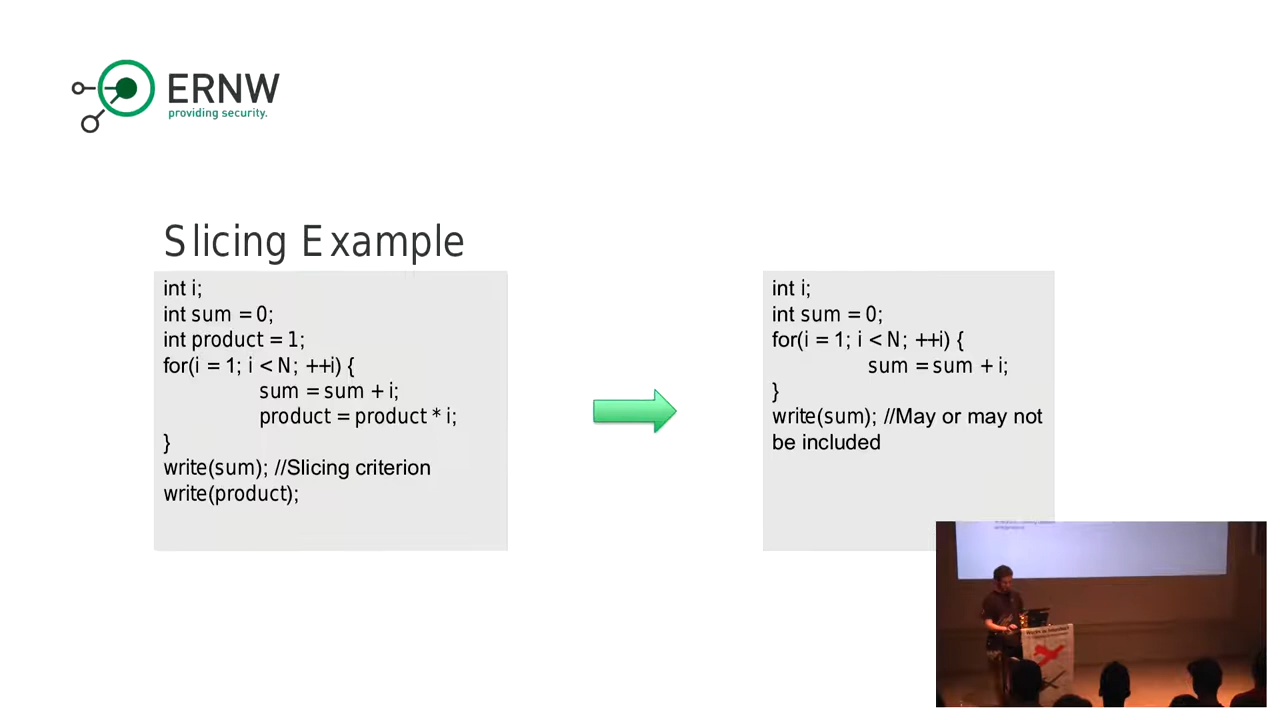 ERNW
providing security.
Slicing Example
int i;
int sum = 0;
int product = 1;
for(i = 1; i < N; ++i) {
sum = sum + i;
product = product * i;
}
write(sum); //Slicing criterion
write(product);
int i;
int sum = 0;
for(i = 1; i < N; ++i) {
sum = sum + i;
}
write(sum); //May or may not
be included